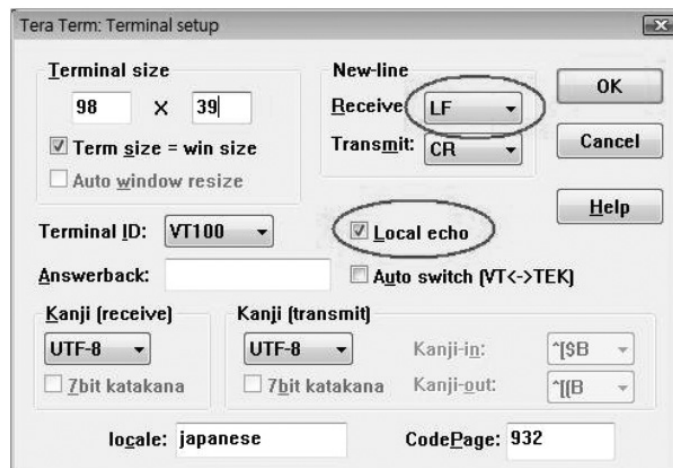 Tera Term: Terminal setup
Terminal size
98 X 39
Term size = win size
Auto window resize
New-line
Receive LF
Transmit: CR
OK
Cancel
Help
Terminal ID: VT100
Local echo
Answerback:
Auto switch (VT<->TEK)
Kanji (receive)
UTF-8
7bit katakana
Kanji (transmit)
UTF-8
7bit katakana
Kanji-in: ^[$B
Kanji-out: ^[(B
locale: japanese
CodePage: 932